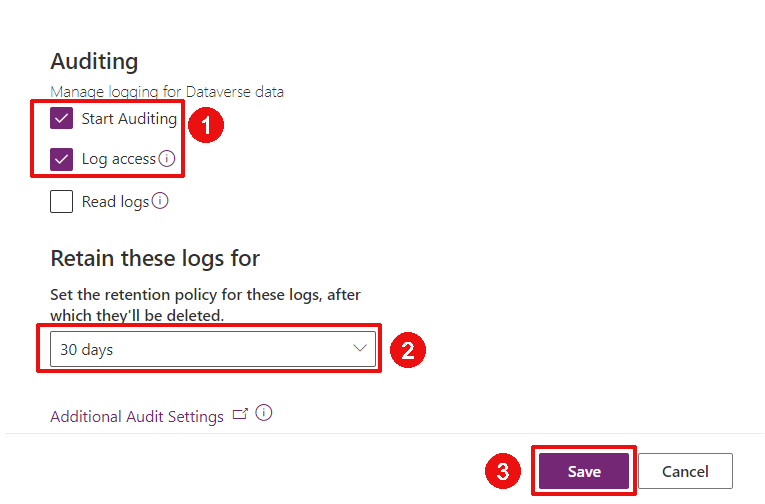 Auditing
Manage logging for Dataverse data
Start Auditing
1
Log access
Read logs
Retain these logs for
Set the retention policy for these logs, after
which they'll be deleted.
30 days
2
Additional Audit Settings
3
Save
Cancel